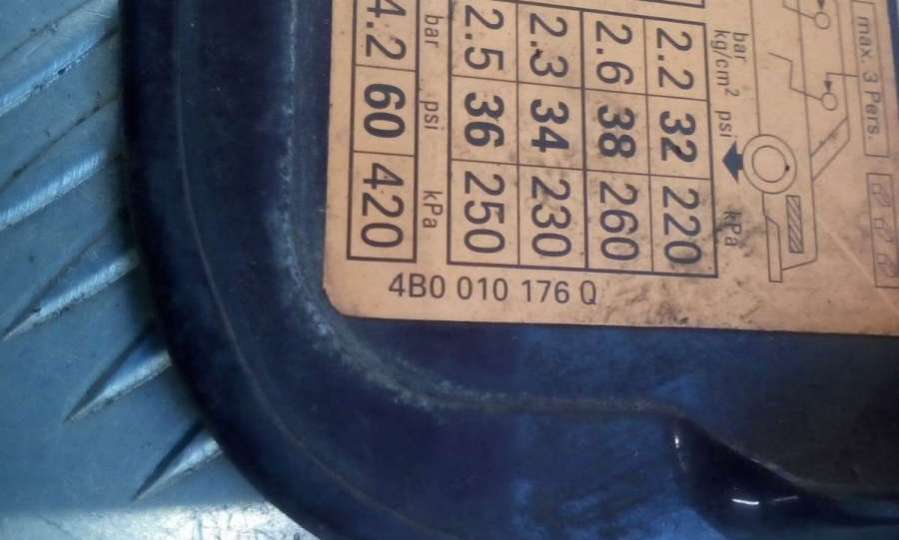 max. 3 Pers.
4.2 bar 2.5 2.3 2.6 2.2 bar kg/cm²
60 psi 36 34 38 32 psi
420 kPa 250 230 260 220 kPa
4B0 010 176 Q